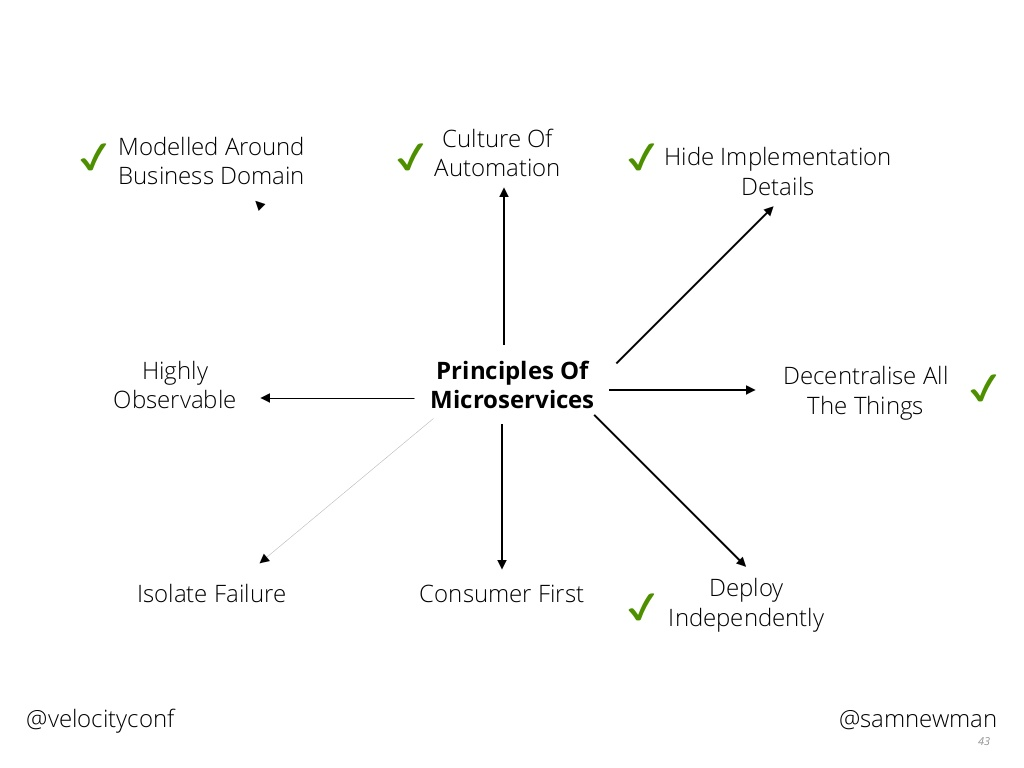 Modelled Around
Business Domain
Culture Of
Automation
Hide Implementation
Details
Highly
Observable
Principles Of
Microservices
Decentralise All
The Things
Isolate Failure
Consumer First
Deploy
Independently
@velocityconf
@samnewman
43